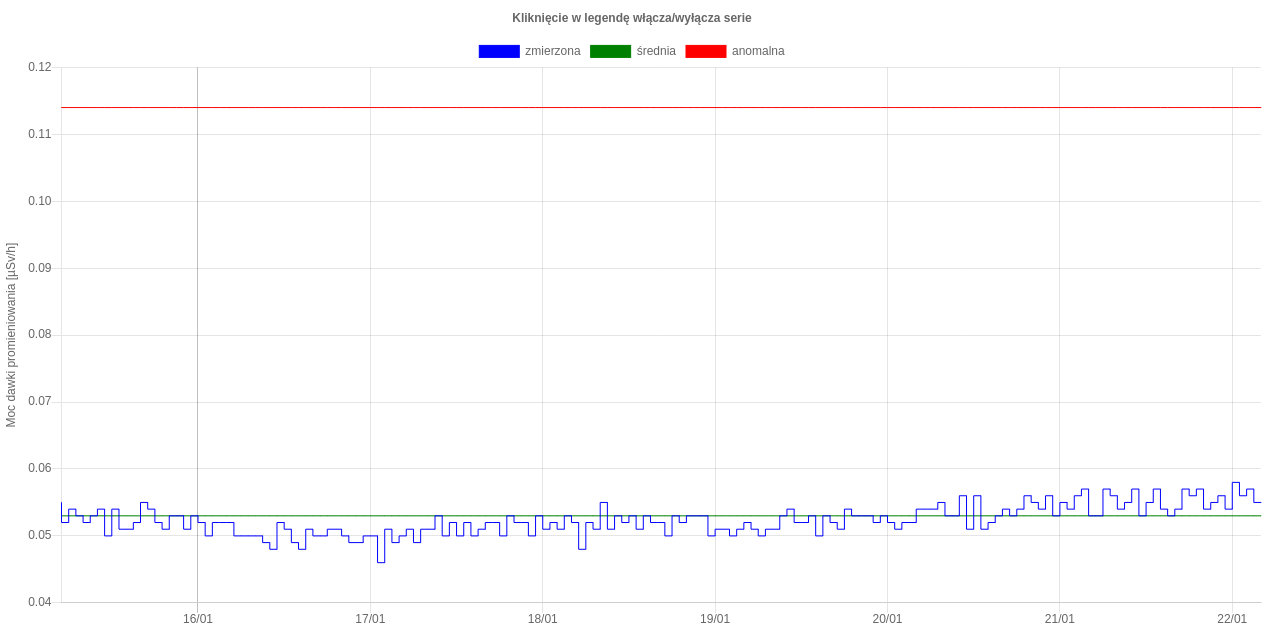 Kliknięcie w legendę włącza/wyłącza serie
zmierzona średnia anomalna
Moc dawki promieniowania [µSv/h]
0.12
0.11
0.10
0.09
0.08
0.07
0.06
0.05
0.04
16/01 17/01 18/01 19/01 20/01 21/01 22/01